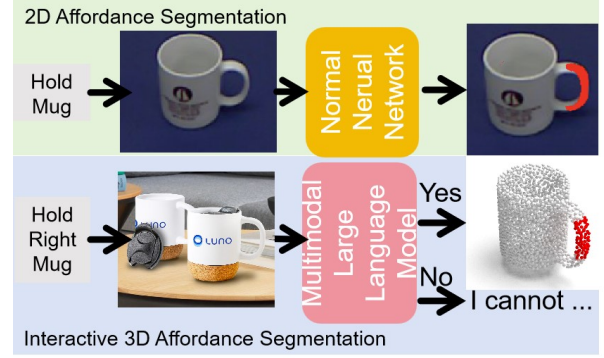 2D Affordance Segmentation
Hold
Mug
Normal
Nerual
Network
Hold
Right
Mug
LUNO
LUNO
Multimodal
Large
Language
Model
Yes
No
I cannot ...
Interactive 3D Affordance Segmentation